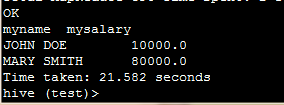 OK
myname  mysalary
JOHN DOE        10000.0
MARY SMITH      80000.0
Time taken: 21.582 seconds
hive (test)>